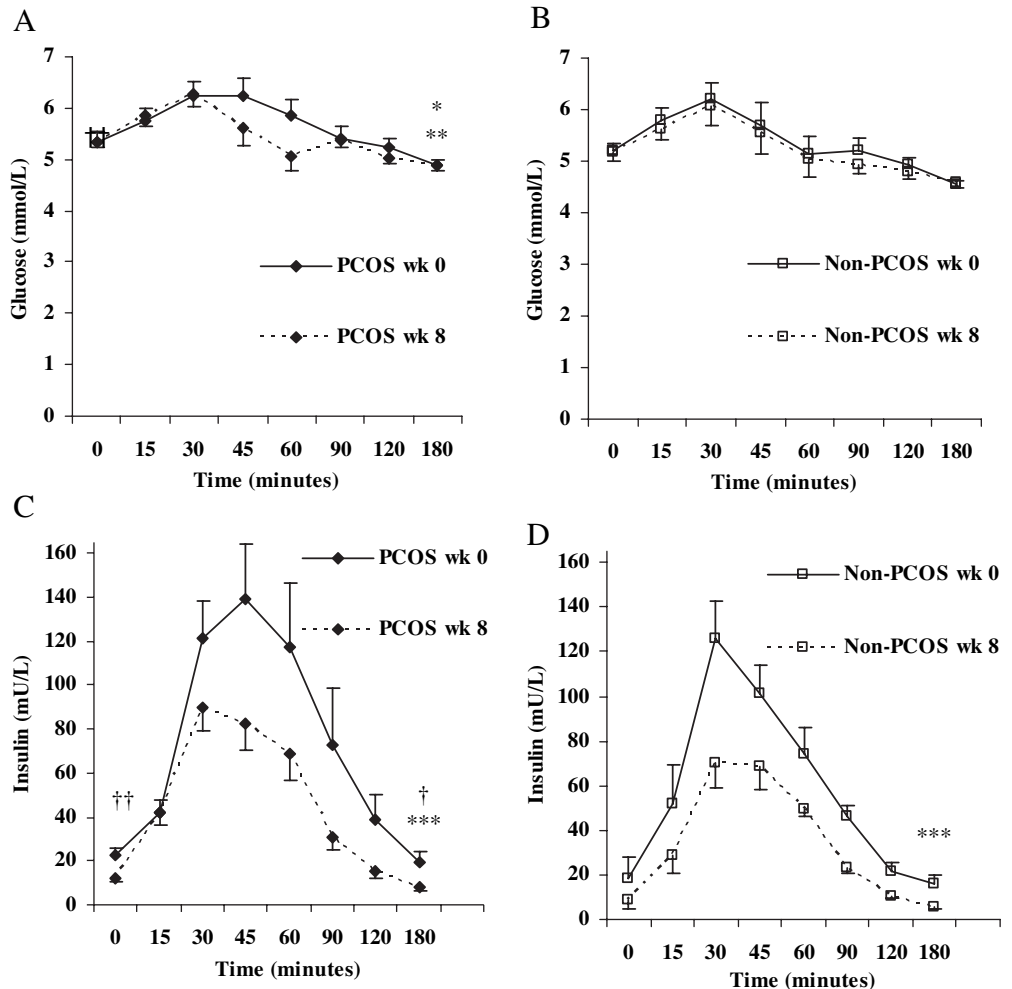 A
7
6
5
4
3
2
1
0
Glucose (mmol/L)
*
**
PCOS wk 0
PCOS wk 8
0 15 30 45 60 90 120 180
Time (minutes)
B
7
6
5
4
3
2
1
0
Glucose (mmol/L)
Non-PCOS wk 0
Non-PCOS wk 8
0 15 30 45 60 90 120 180
Time (minutes)
C
160
140
120
100
80
60
40
20
0
Insulin (mU/L)
PCOS wk 0
PCOS wk 8
††
†
***
0 15 30 45 60 90 120 180
Time (minutes)
D
160
140
120
100
80
60
40
20
0
Insulin (mU/L)
Non-PCOS wk 0
Non-PCOS wk 8
***
0 15 30 45 60 90 120 180
Time (minutes)